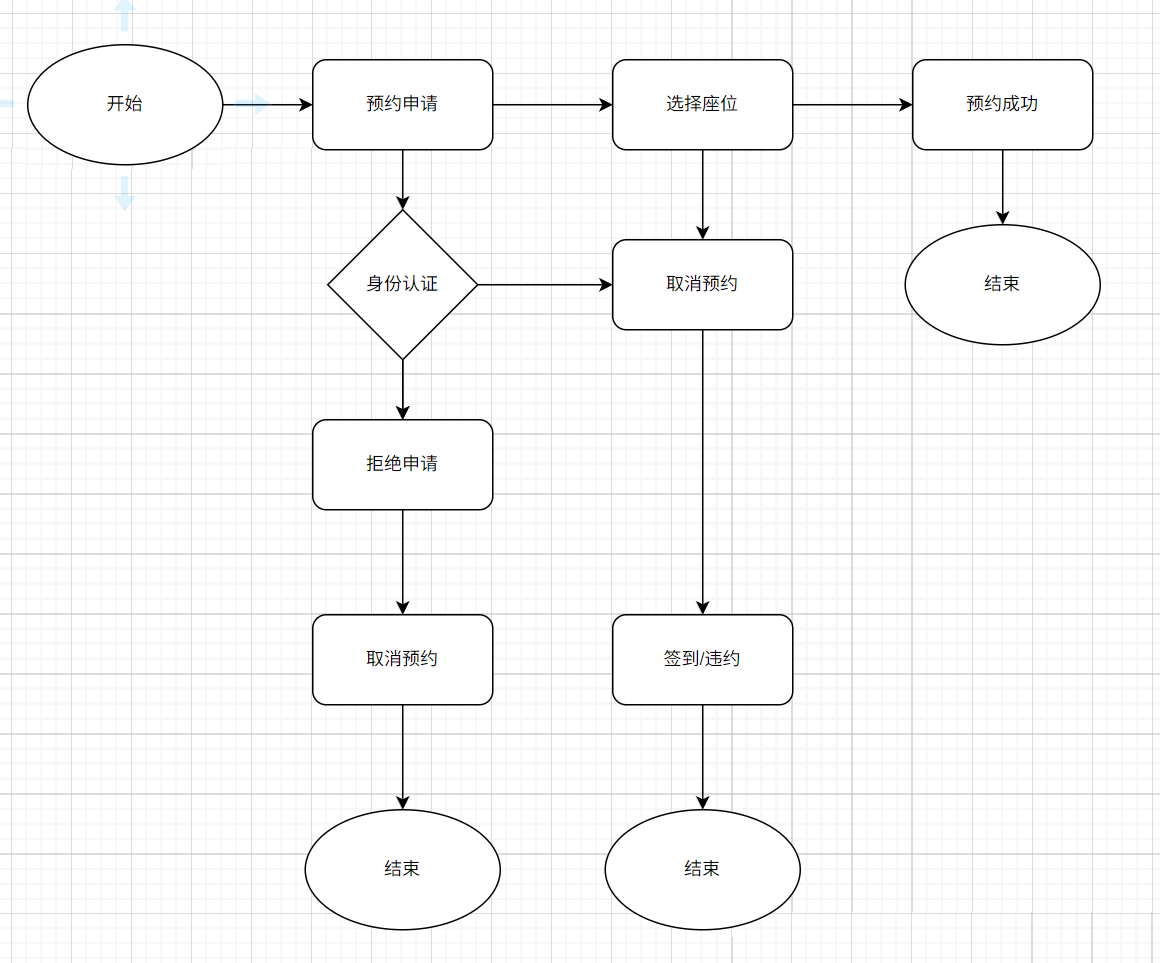 开始
预约申请
选择座位
预约成功
身份认证
取消预约
结束
拒绝申请
取消预约
签到/违约
结束
结束